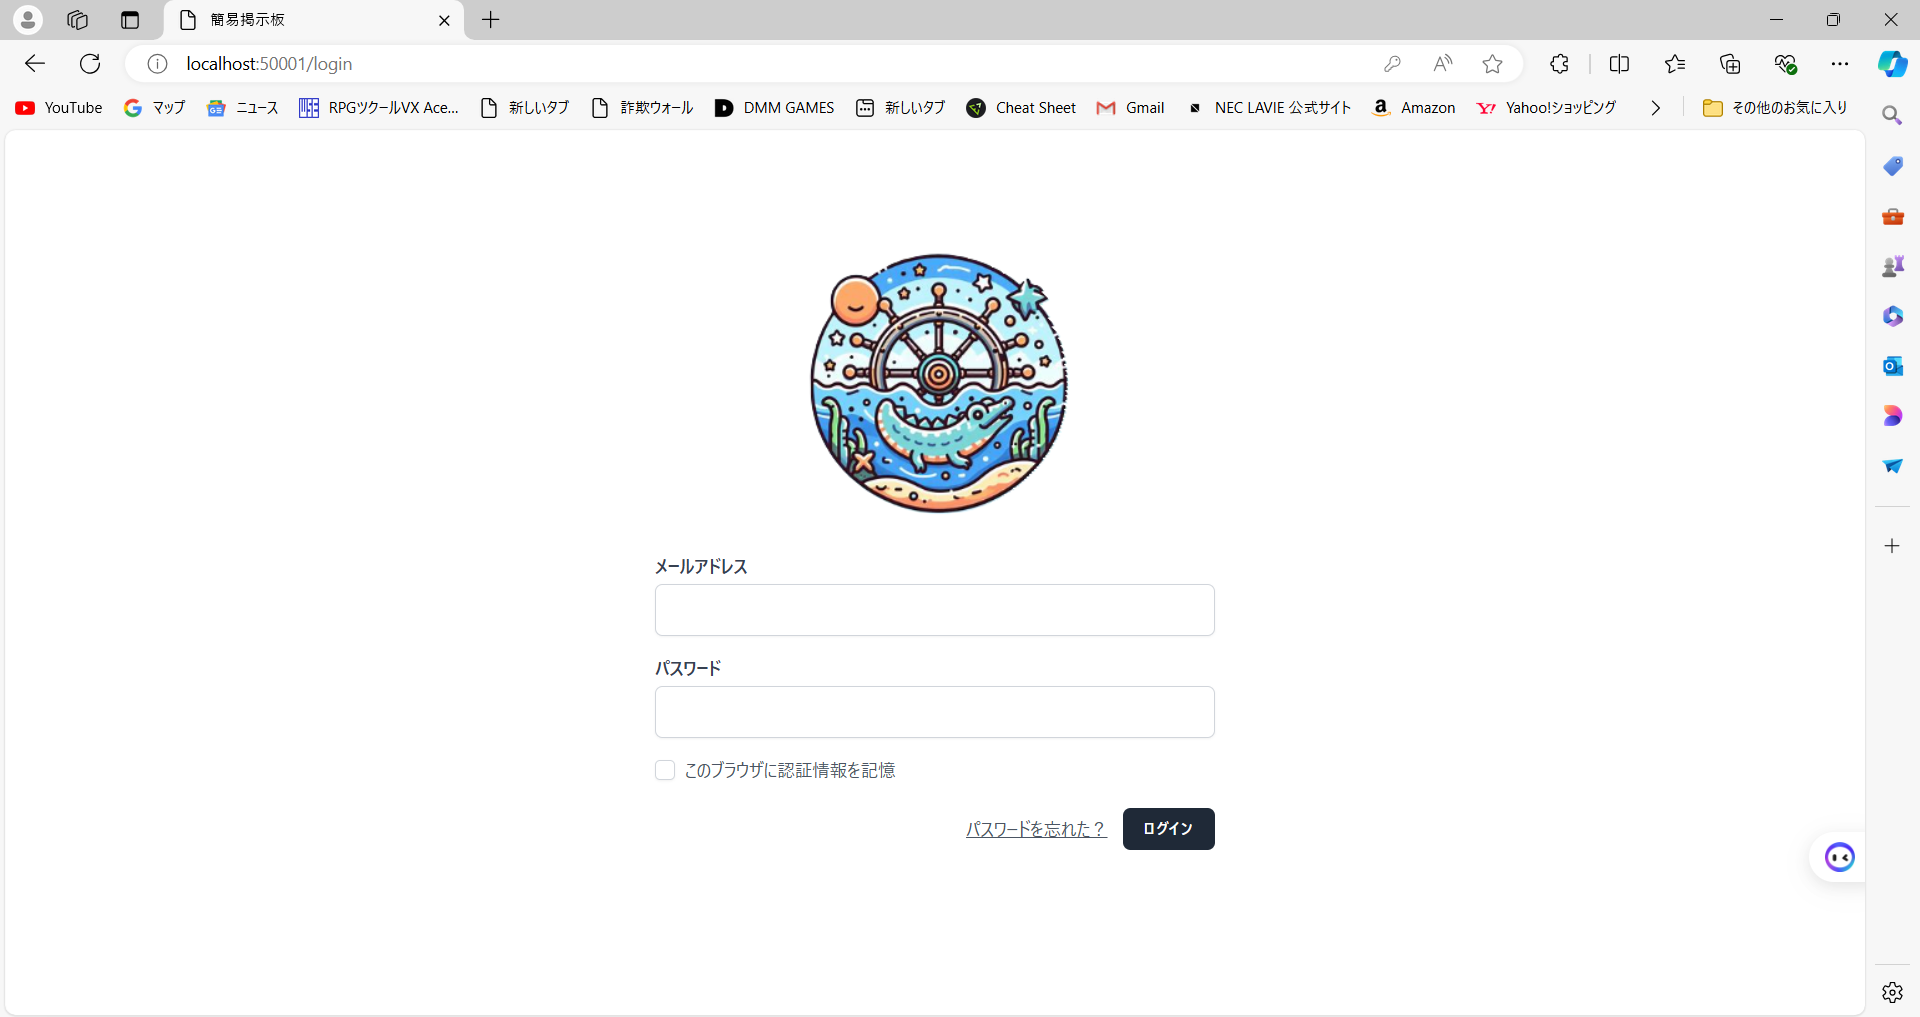 簡易掲示板
localhost:50001/login
YouTube マップ ニュース RPGツクールVX Ace... 新しいタブ 詐欺ウォール DMM GAMES 新しいタブ Cheat Sheet Gmail NEC LAVIE 公式サイト Amazon Yahoo!ショッピング その他のお気に入り
メールアドレス
パスワード
このブラウザに認証情報を記憶
パスワードを忘れた？ ログイン